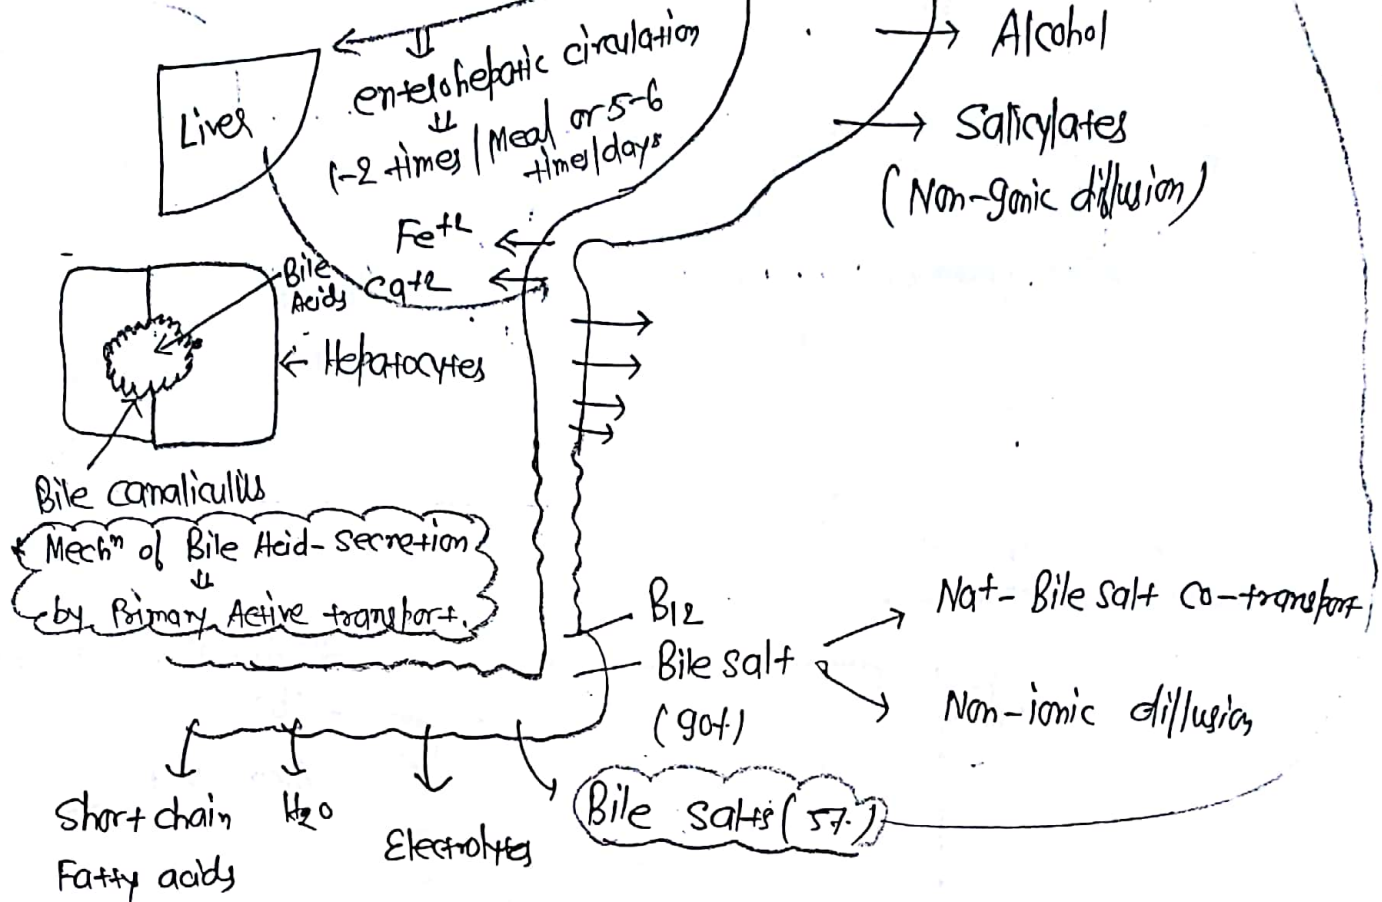 Alcohol
Salicylates
(Non-gonic diffusion)
Liver
enterohepatic circulation
⇓
1-2 times / Meal or 5-6
times/days
Fe+2
Ca+2
Bile
Acids
← Hepatocytes
Bile canaliculus
Mechn of Bile Acid-secretion
⇓
by Primary Active transport.
B12
Bile salt
(90%)
Na+- Bile salt co-transport
Non-ionic diffusion
Short chain
Fatty acids
H2O
Electrolytes
Bile salts (5%)